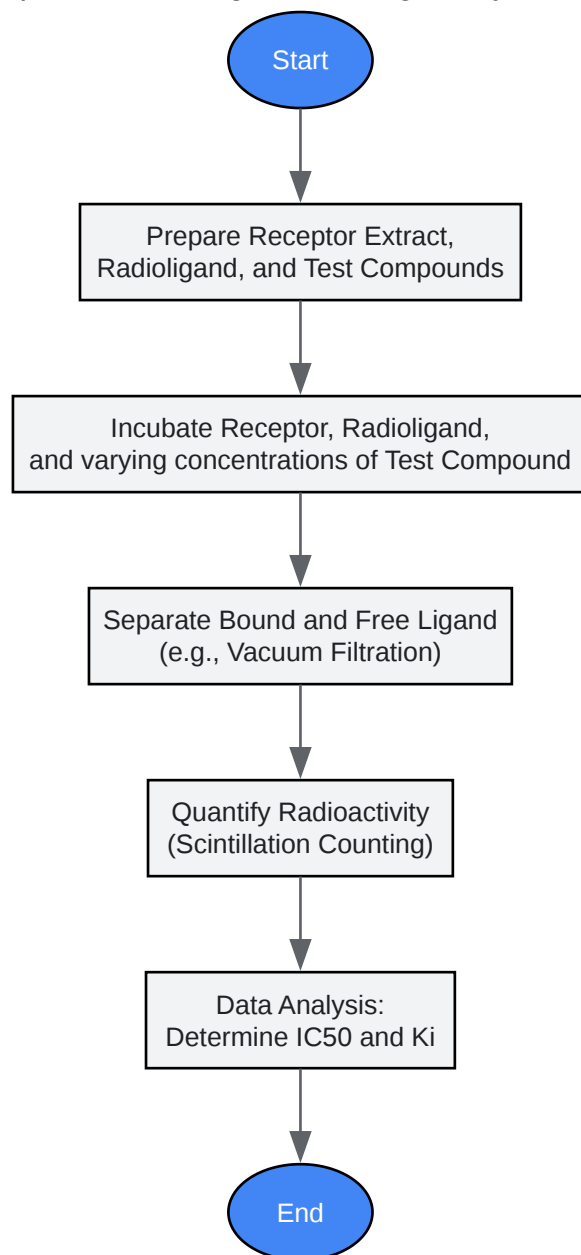 Start
Prepare Receptor Extract,
Radioligand, and Test Compounds
Incubate Receptor, Radioligand,
and varying concentrations of Test Compound
Separate Bound and Free Ligand
(e.g., Vacuum Filtration)
Quantify Radioactivity
(Scintillation Counting)
Data Analysis:
Determine IC50 and Ki
End